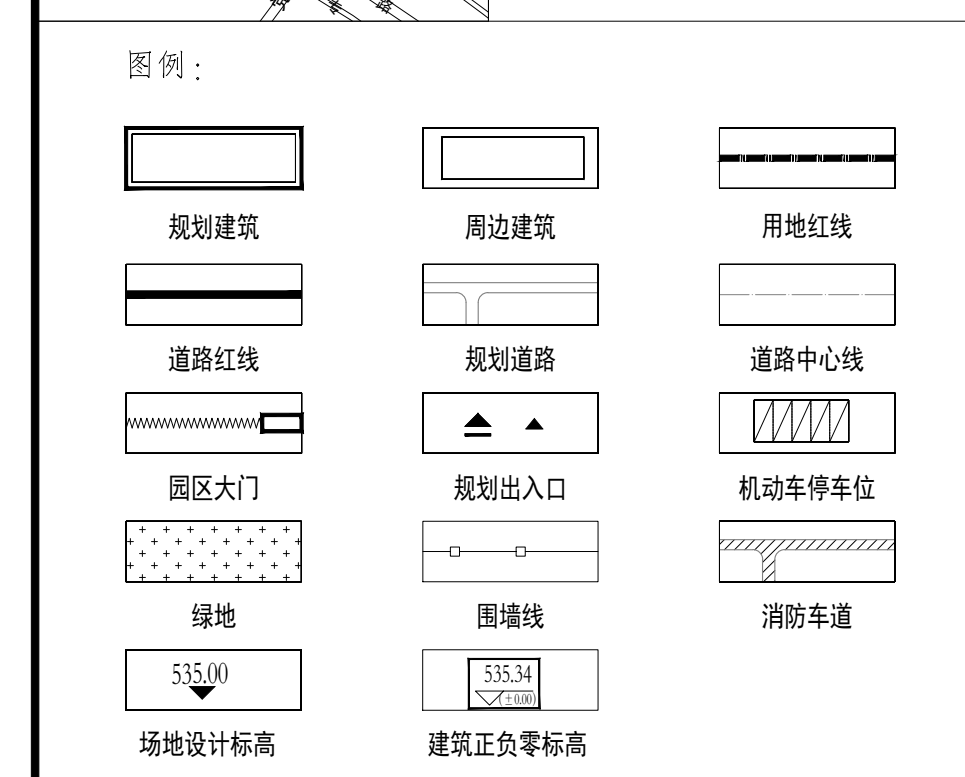 路
图例：
规划建筑 周边建筑 用地红线
道路红线 规划道路 道路中心线
园区大门 规划出入口 机动车停车位
绿地 围墙线 消防车道
535.00 535.34
(±0.00)
场地设计标高 建筑正负零标高